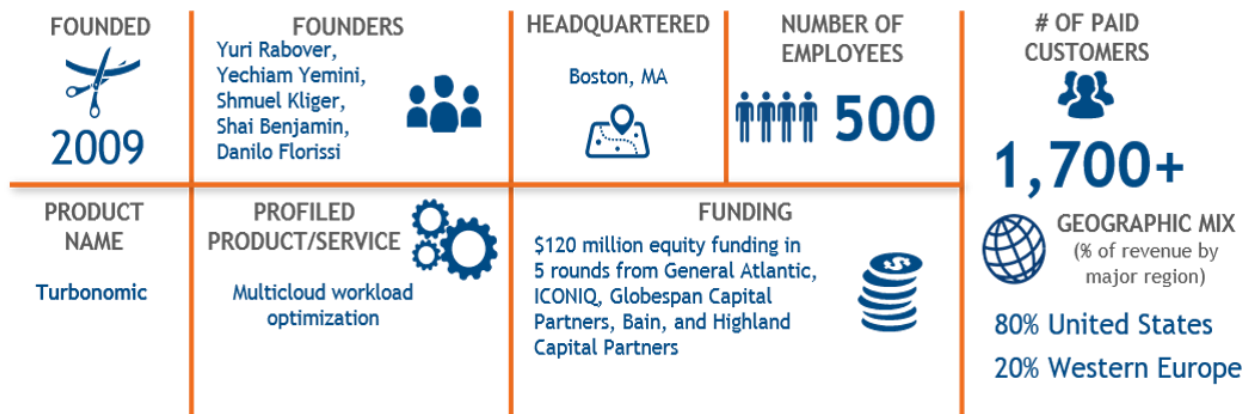 FOUNDED
2009
FOUNDERS
Yuri Rabover,
Yechiam Yemini,
Shmuel Kliger,
Shai Benjamin,
Danilo Florissi
HEADQUARTERED
Boston, MA
NUMBER OF
EMPLOYEES
500
# OF PAID
CUSTOMERS
1,700+
PRODUCT
NAME
Turbonomic
PROFILED
PRODUCT/SERVICE
Multicloud workload
optimization
FUNDING
$120 million equity funding in
5 rounds from General Atlantic,
ICONIQ, Globespan Capital
Partners, Bain, and Highland
Capital Partners
$
GEOGRAPHIC MIX
(% of revenue by
major region)
80% United States
20% Western Europe